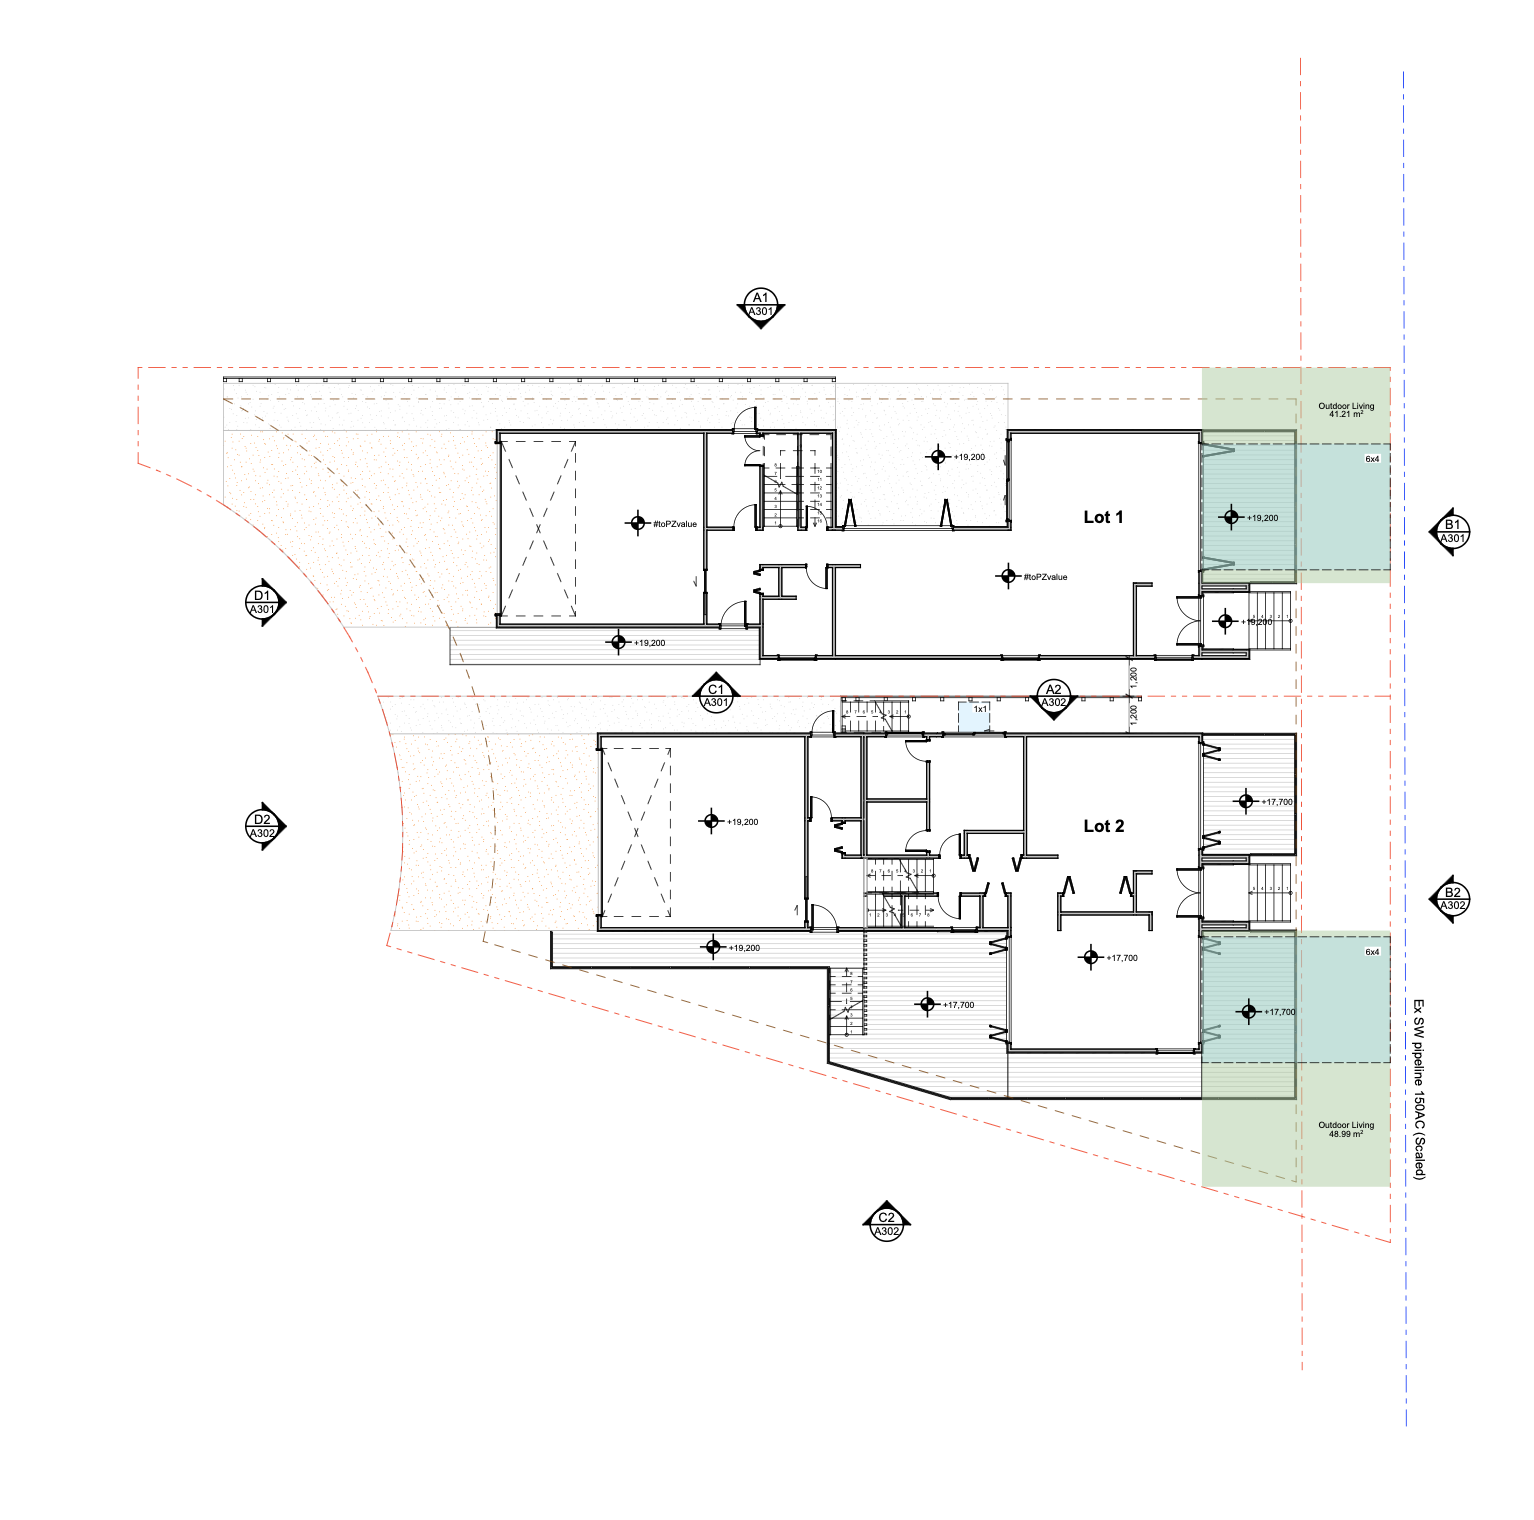 A1
A301
Outdoor Living
41.21 m²
6x4
+19,200
Lot 1
+19,200
#toPZvalue
B1
A301
#toPZvalue
D1
A301
+19,200
+19,200
1,200
C1
A301
A2
A302
1x1
1,200
+17,700
+19,200
Lot 2
D2
A302
B2
A302
+19,200
6x4
+17,700
+17,700
+17,700
Ex SW pipeline 150AC (Scaled)
Outdoor Living
48.99 m²
C2
A302